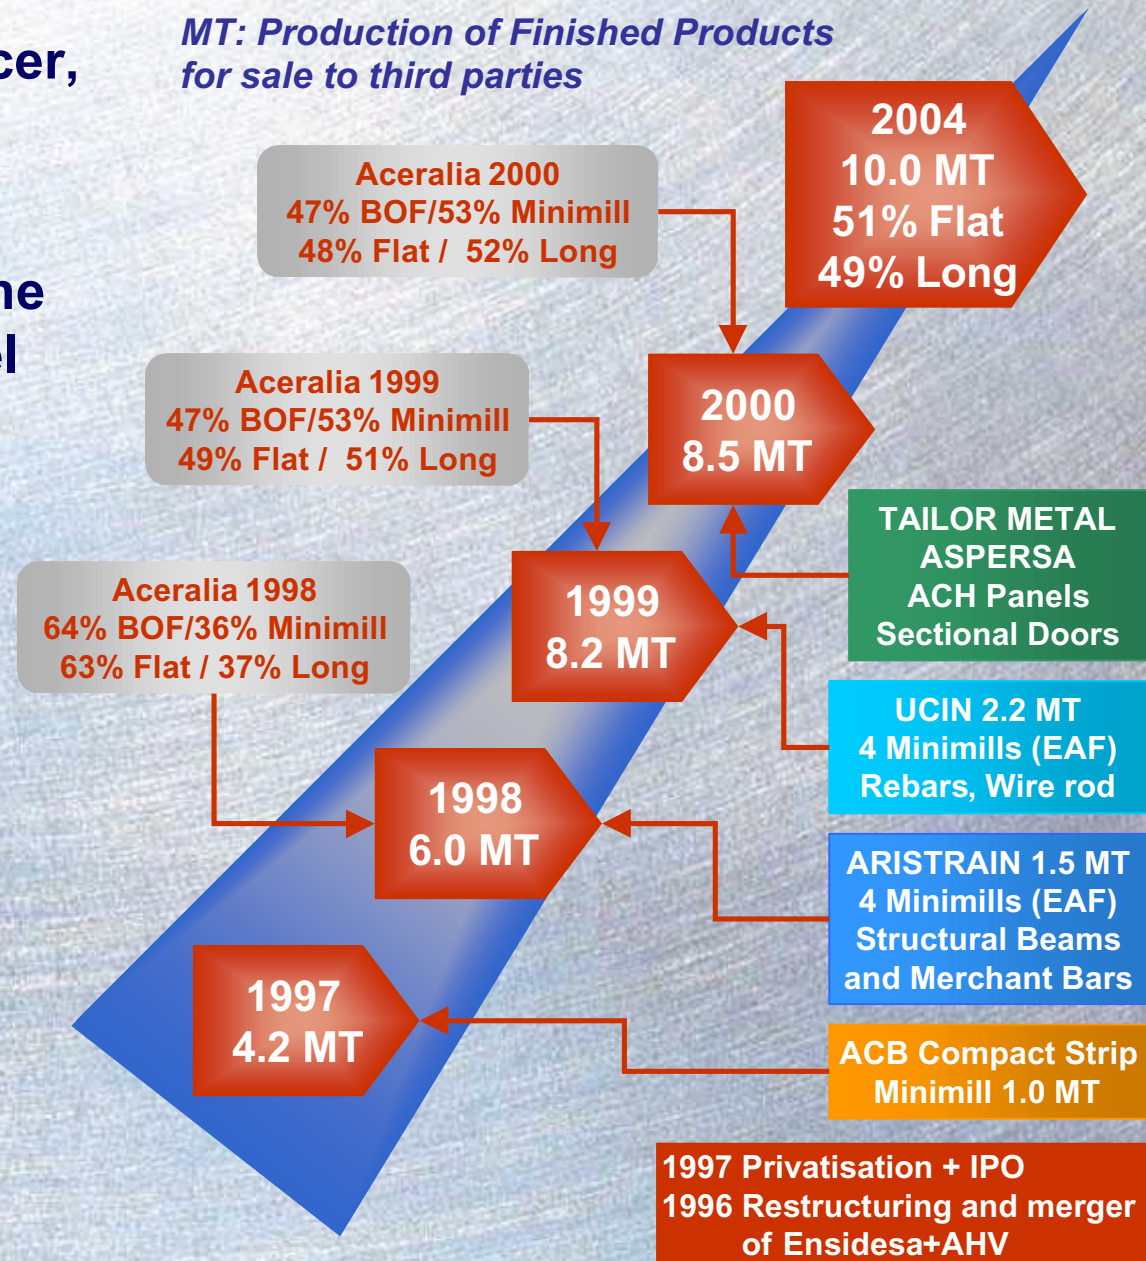 cer,
ne
el
MT: Production of Finished Products
for sale to third parties
2004
10.0 MT
51% Flat
49% Long
Aceralia 2000
47% BOF/53% Minimill
48% Flat / 52% Long
2000
8.5 MT
Aceralia 1999
47% BOF/53% Minimill
49% Flat / 51% Long
1999
8.2 MT
TAILOR METAL
ASPERSA
ACH Panels
Sectional Doors
Aceralia 1998
64% BOF/36% Minimill
63% Flat / 37% Long
UCIN 2.2 MT
4 Minimills (EAF)
Rebars, Wire rod
1998
6.0 MT
ARISTRAIN 1.5 MT
4 Minimills (EAF)
Structural Beams
and Merchant Bars
1997
4.2 MT
ACB Compact Strip
Minimill 1.0 MT
1997 Privatisation + IPO
1996 Restructuring and merger
of Ensidesa+AHV